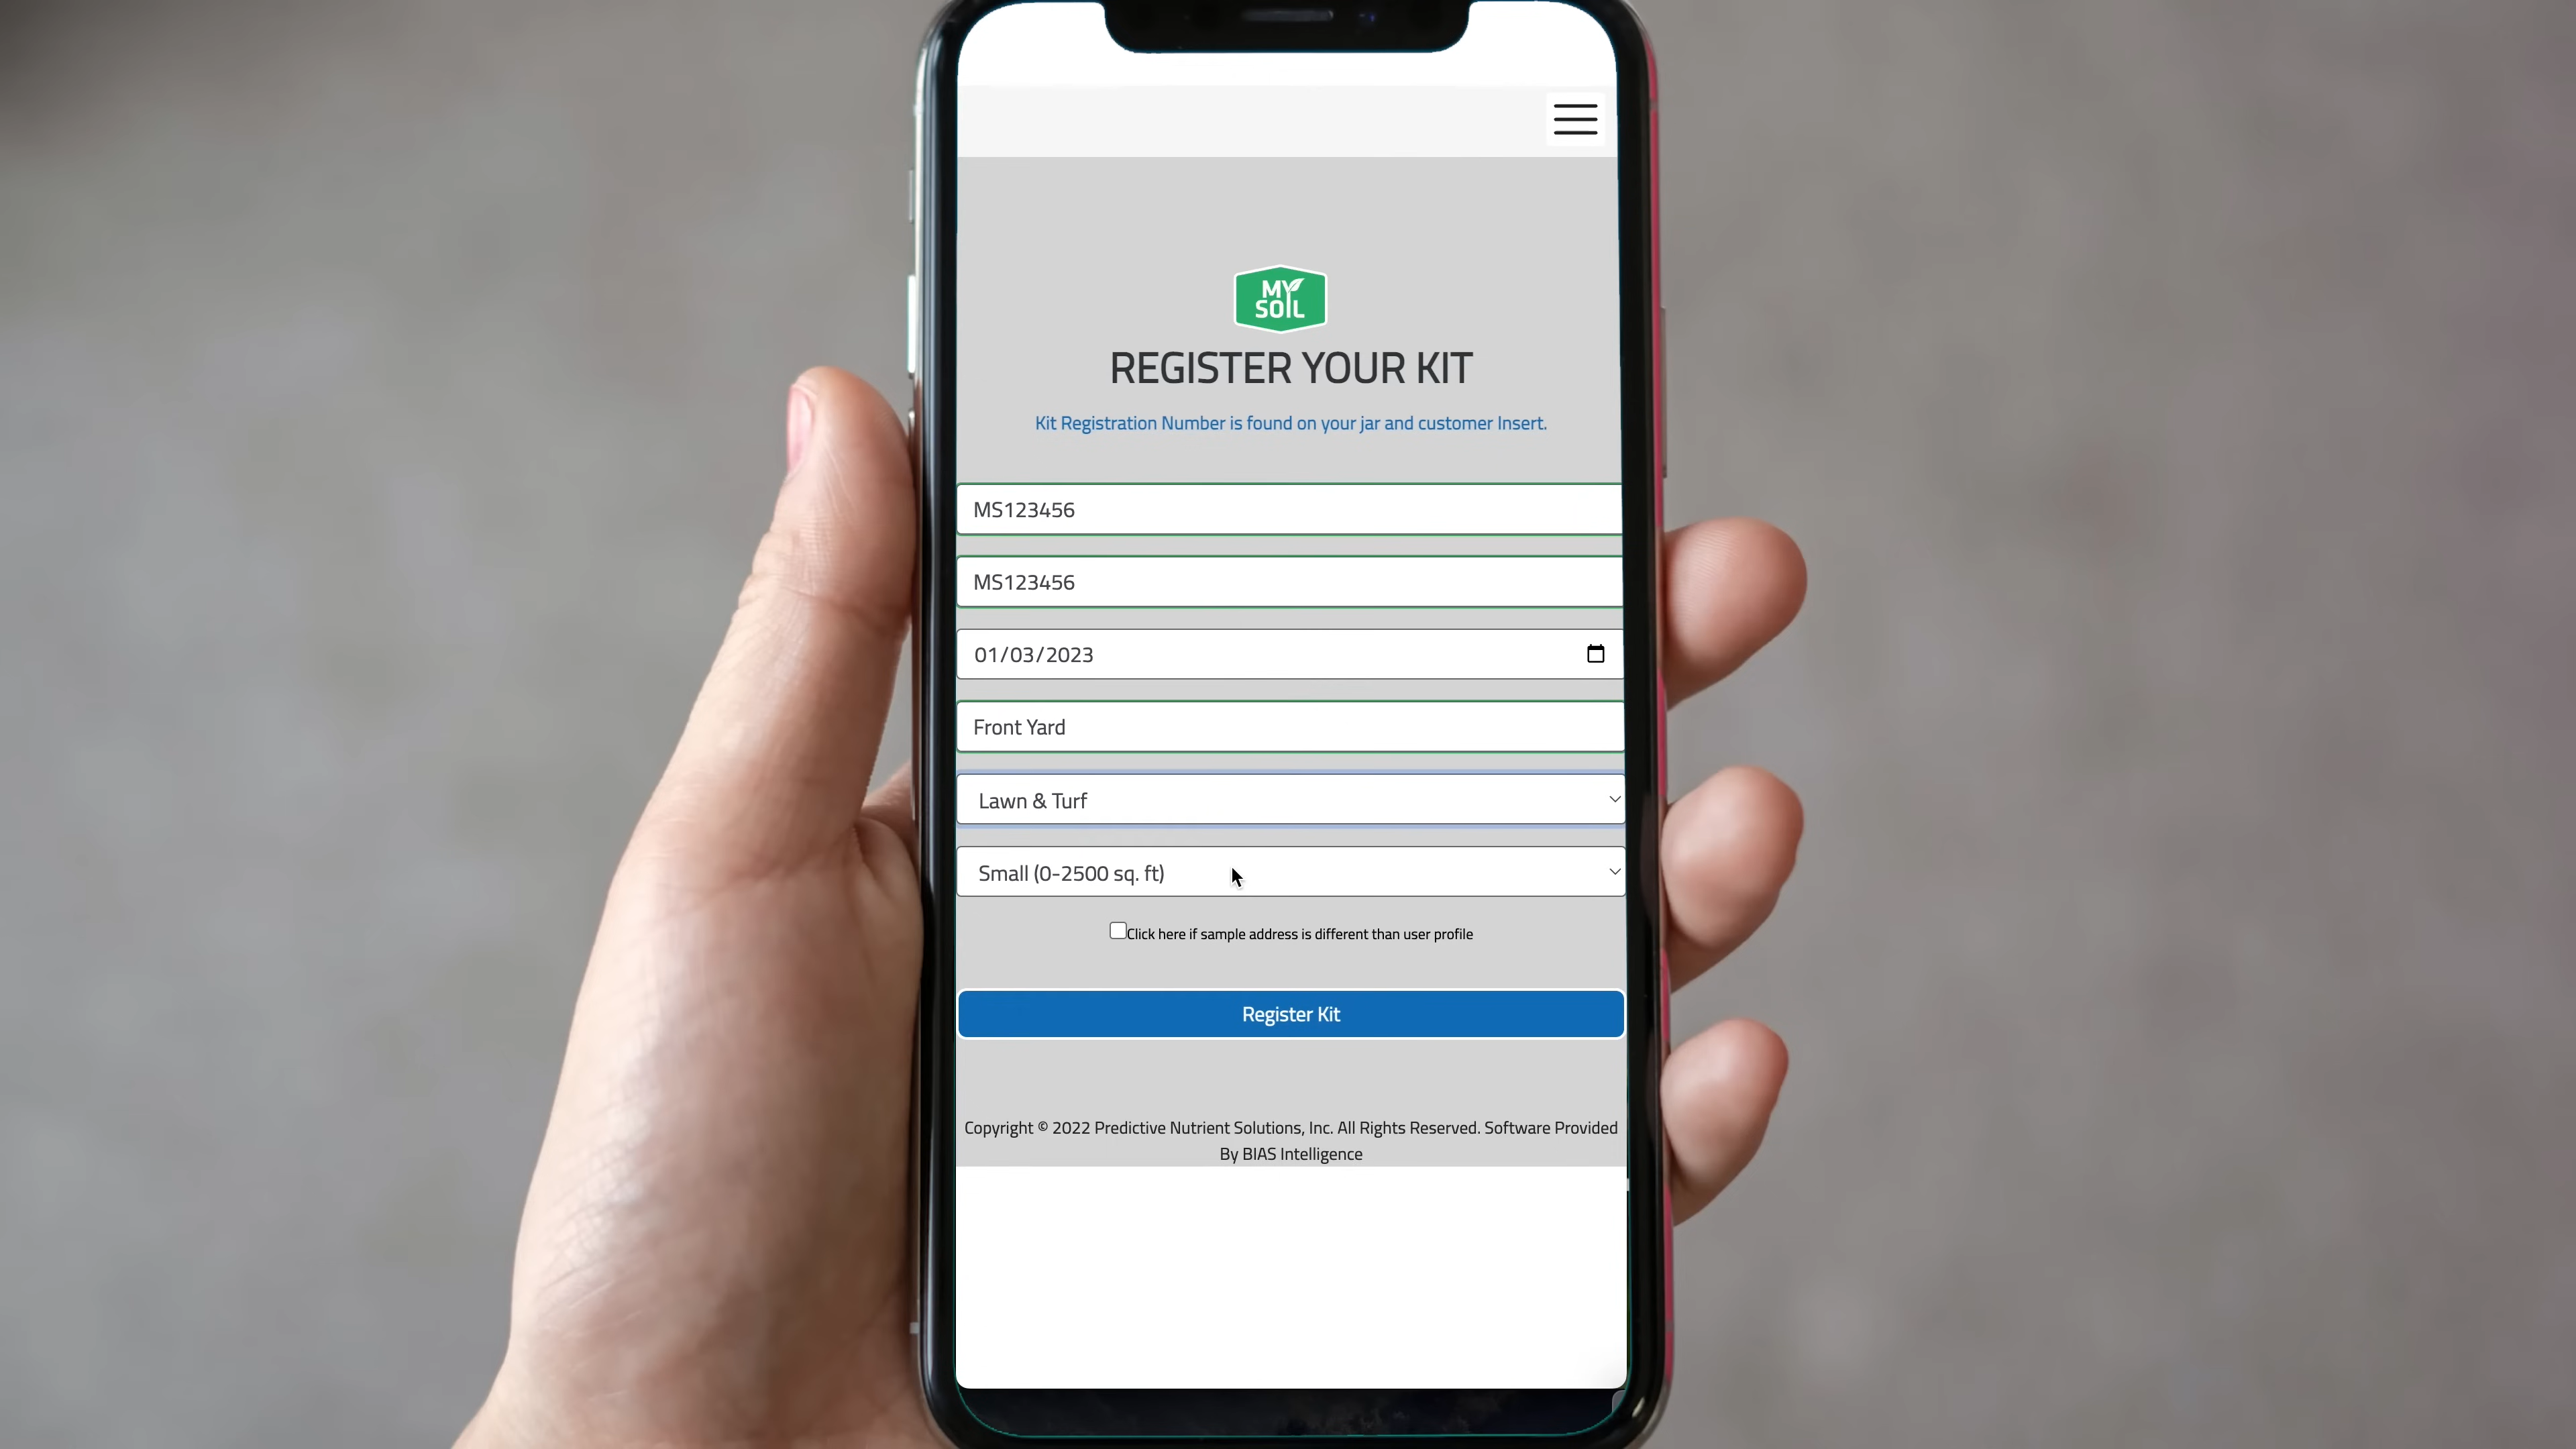 MY
SOIL
REGISTER YOUR KIT
Kit Registration Number is found on your jar and customer Insert.
MS123456
MS123456
01/03/2023
Front Yard
Lawn & Turf
Small (0-2500 sq. ft)
Click here if sample address is different than user profile
Register Kit
Copyright © 2022 Predictive Nutrient Solutions, Inc. All Rights Reserved. Software Provided
By BIAS Intelligence